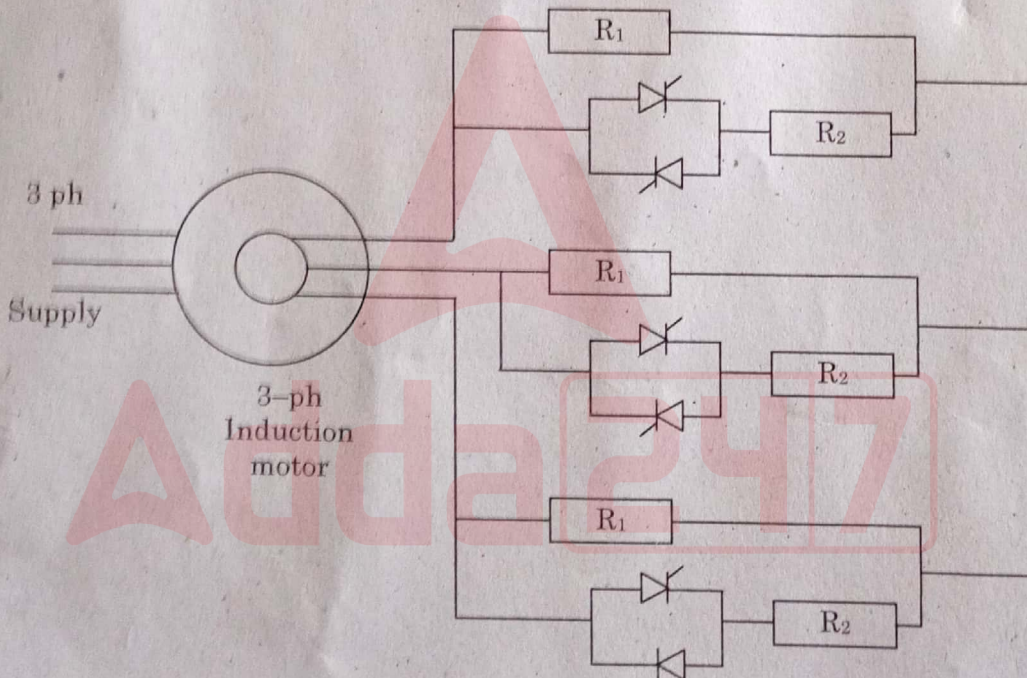 R₁
R₂
3 ph
Supply
R₁
R₂
3–ph
Induction
motor
R₁
R₂
Adda247